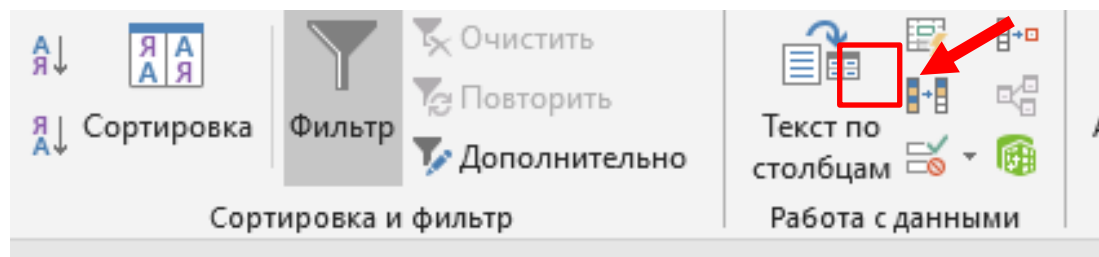 А
Я
Я А
А Я
Сортировка
Я
А
Фильтр
Очистить
Повторить
Дополнительно
Сортировка и фильтр
Текст по
столбцам
Работа с данными
А